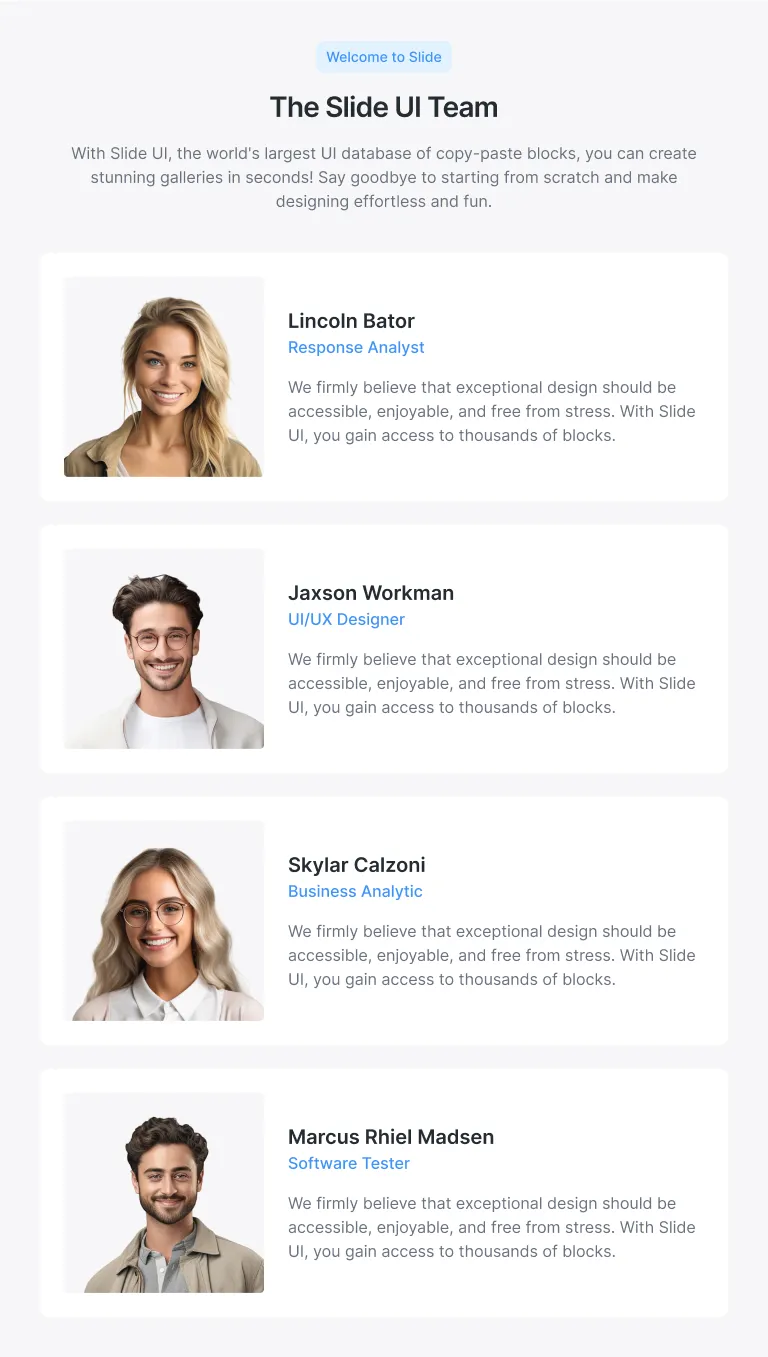 Welcome to Slide
The Slide UI Team
With Slide UI, the world's largest UI database of copy-paste blocks, you can create
stunning galleries in seconds! Say goodbye to starting from scratch and make
designing effortless and fun.
Lincoln Bator
Response Analyst
We firmly believe that exceptional design should be
accessible, enjoyable, and free from stress. With Slide
UI, you gain access to thousands of blocks.
Jaxson Workman
UI/UX Designer
We firmly believe that exceptional design should be
accessible, enjoyable, and free from stress. With Slide
UI, you gain access to thousands of blocks.
Skylar Calzoni
Business Analytic
We firmly believe that exceptional design should be
accessible, enjoyable, and free from stress. With Slide
UI, you gain access to thousands of blocks.
Marcus Rhiel Madsen
Software Tester
We firmly believe that exceptional design should be
accessible, enjoyable, and free from stress. With Slide
UI, you gain access to thousands of blocks.